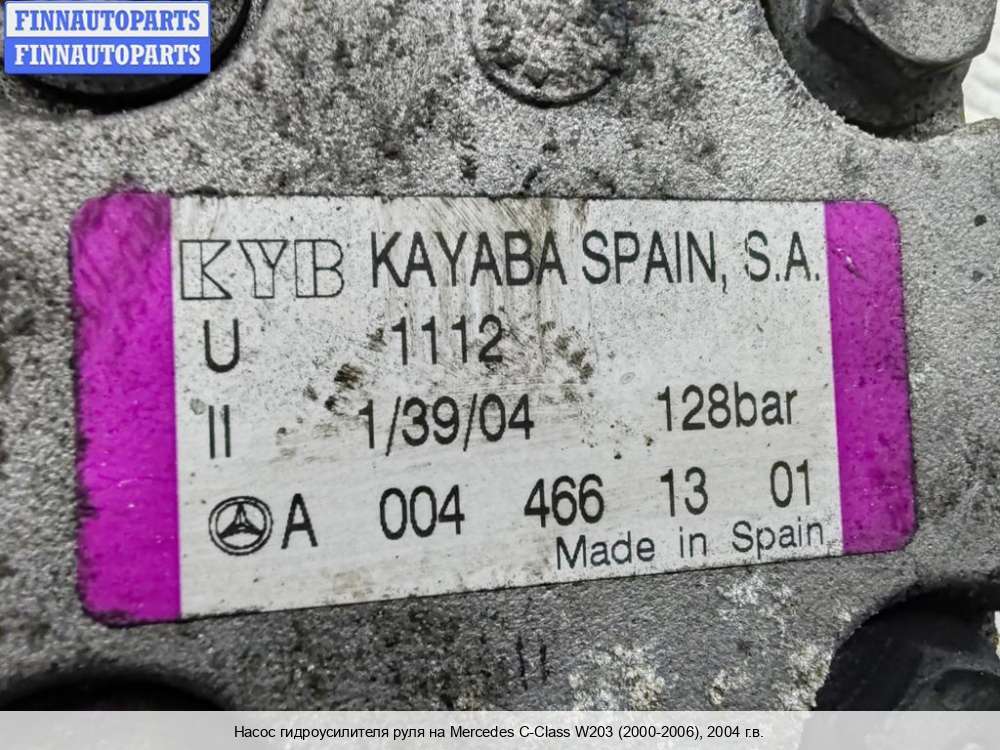 FINNAUTOPARTS
FINNAUTOPARTS
KYB KAYABA SPAIN, S.A.
U 1112
II 1/39/04 128bar
A 004 466 13 01
Made in Spain
II
Насос гидроусилителя руля на Mercedes C-Class W203 (2000-2006), 2004 г.в.